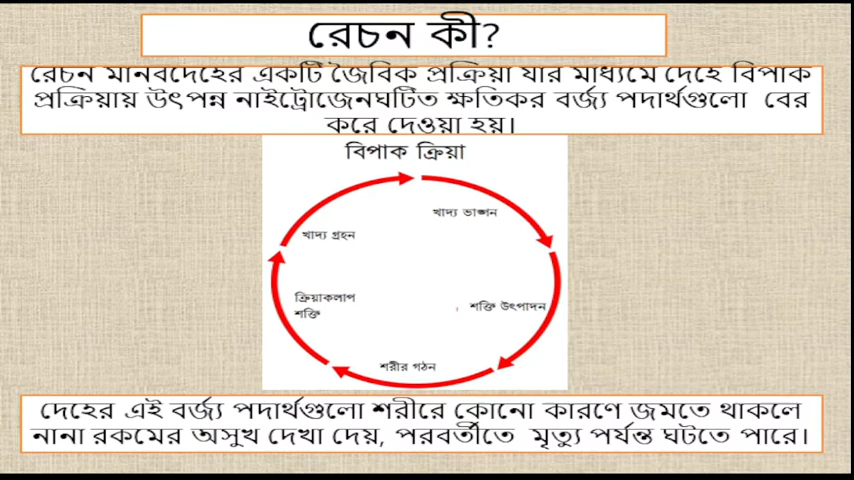 রেচন কী?
রেচন মানবদেহের একটি জৈবিক প্রক্রিয়া যার মাধ্যমে দেহে বিপাক
প্রক্রিয়ায় উৎপন্ন নাইট্রোজেনঘটিত ক্ষতিকর বর্জ্য পদার্থগুলো বের
করে দেওয়া হয়।
বিপাক ক্রিয়া
খাদ্য ভাঙ্গন
খাদ্য গ্রহন
ক্রিয়াকলাপ
শক্তি
শক্তি উৎপাদন
শরীর গঠন
দেহের এই বর্জ্য পদার্থগুলো শরীরে কোনো কারণে জমতে থাকলে
নানা রকমের অসুখ দেখা দেয়, পরবর্তীতে মৃত্যু পর্যন্ত ঘটতে পারে।